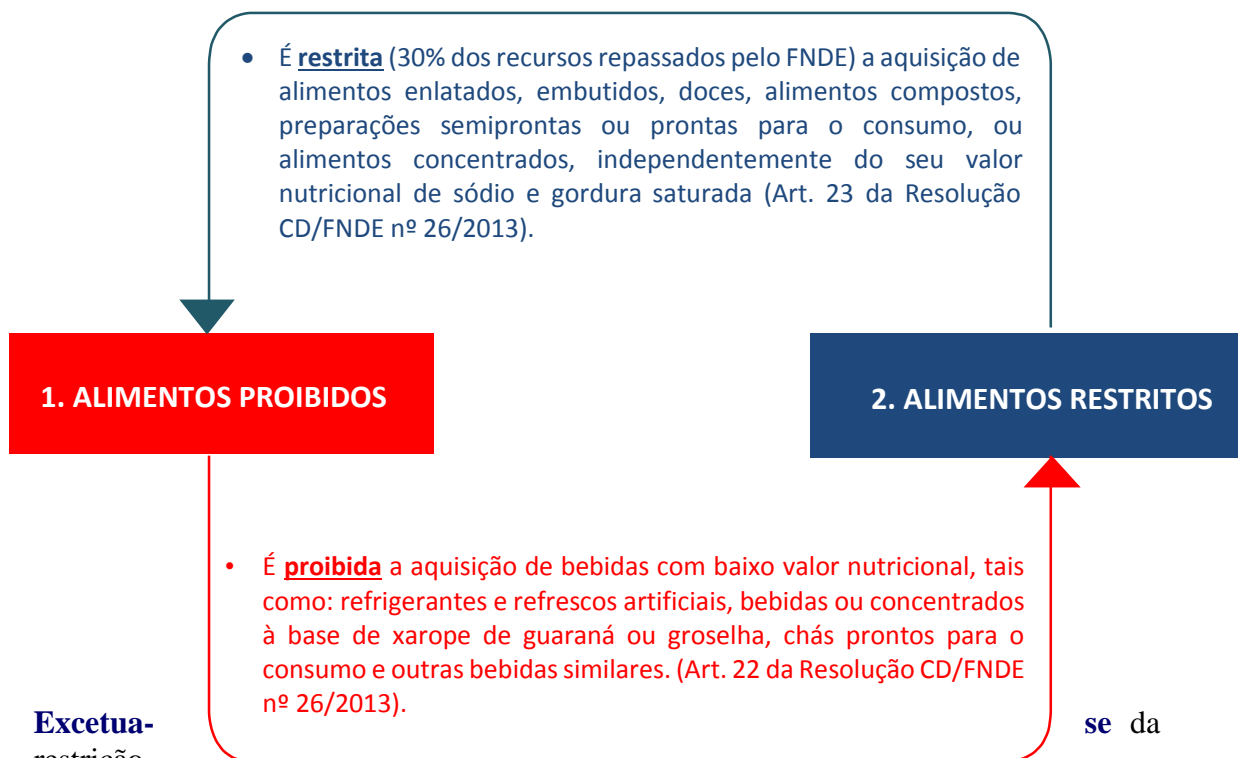 • É restrita (30% dos recursos repassados pelo FNDE) a aquisição de
alimentos enlatados, embutidos, doces, alimentos compostos,
preparações semiprontas ou prontas para o consumo, ou
alimentos concentrados, independentemente do seu valor
nutricional de sódio e gordura saturada (Art. 23 da Resolução
CD/FNDE nº 26/2013).
1. ALIMENTOS PROIBIDOS
2. ALIMENTOS RESTRITOS
• É proibida a aquisição de bebidas com baixo valor nutricional, tais
como: refrigerantes e refrescos artificiais, bebidas ou concentrados
à base de xarope de guaraná ou groselha, chás prontos para o
consumo e outras bebidas similares. (Art. 22 da Resolução CD/FNDE
nº 26/2013).
Excetua-se da
restrição